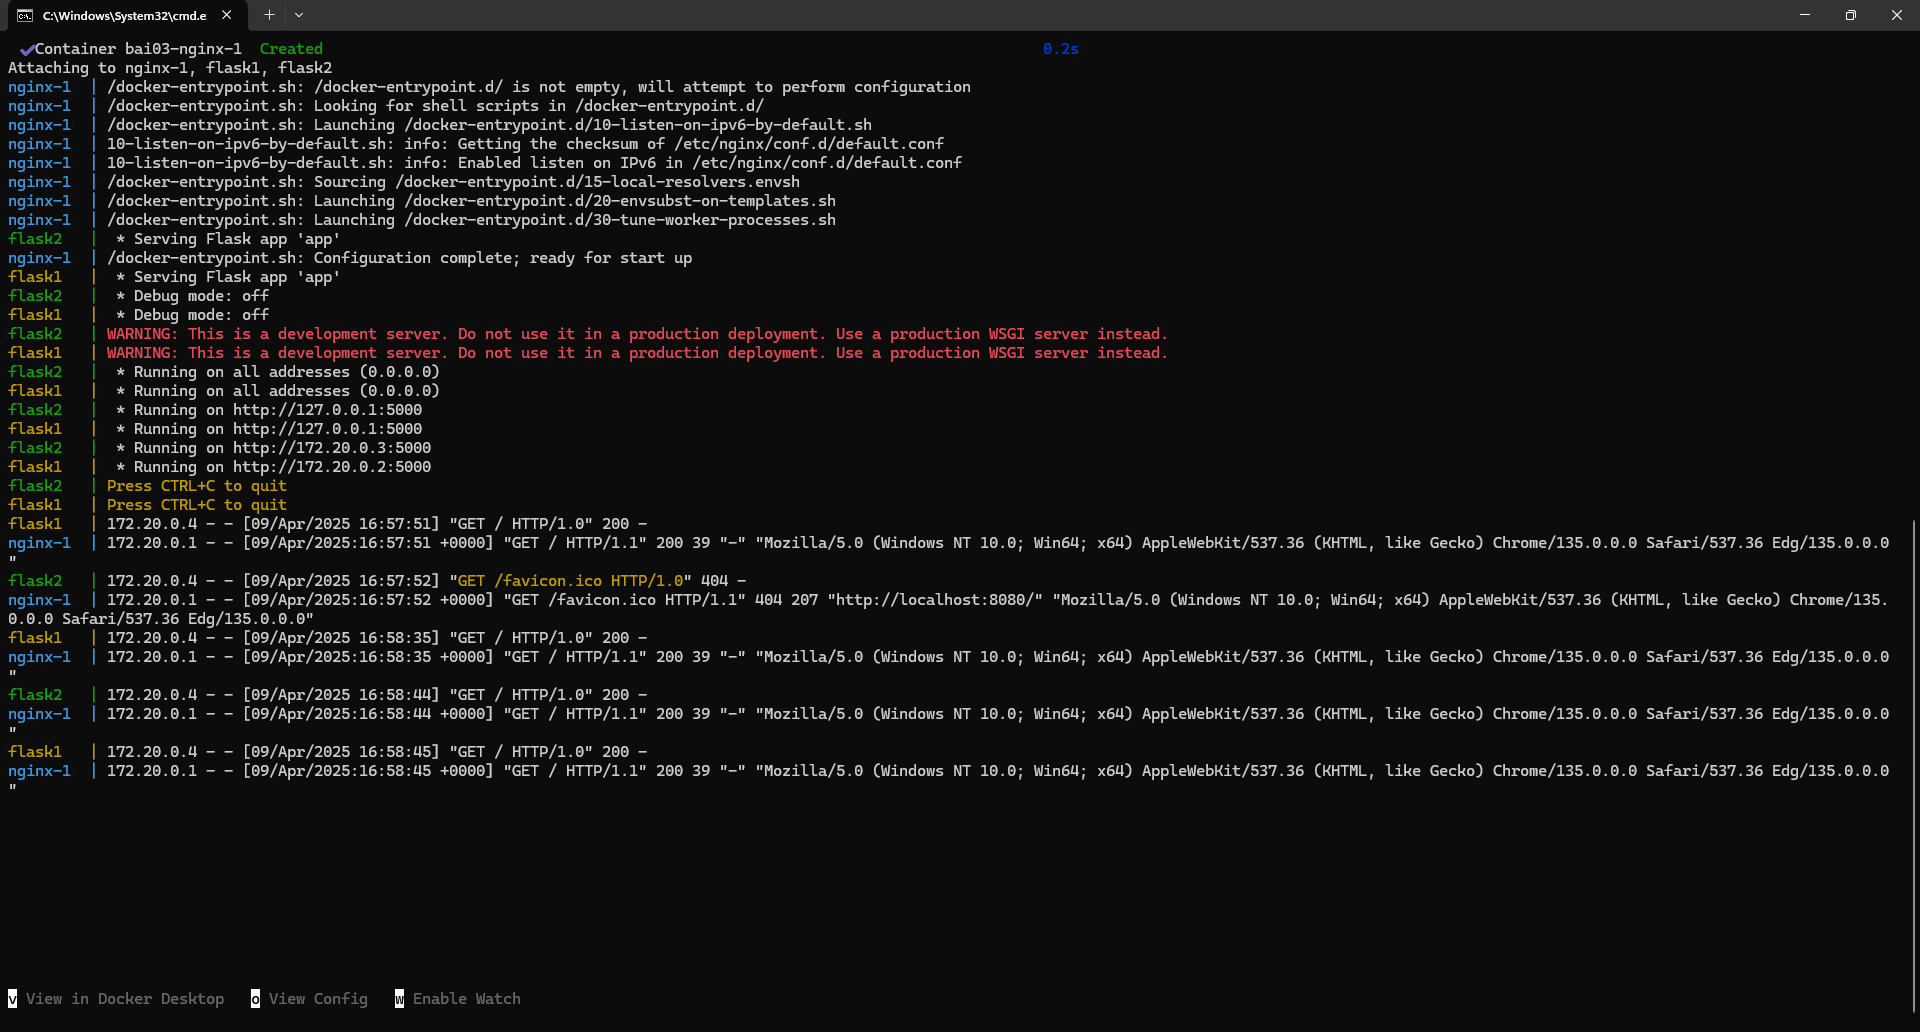 C:\Windows\System32\cmd.e
Container bai03-nginx-1  Created  0.2s
Attaching to nginx-1, flask1, flask2
nginx-1  | /docker-entrypoint.sh: /docker-entrypoint.d/ is not empty, will attempt to perform configuration
nginx-1  | /docker-entrypoint.sh: Looking for shell scripts in /docker-entrypoint.d/
nginx-1  | /docker-entrypoint.sh: Launching /docker-entrypoint.d/10-listen-on-ipv6-by-default.sh
nginx-1  | 10-listen-on-ipv6-by-default.sh: info: Getting the checksum of /etc/nginx/conf.d/default.conf
nginx-1  | 10-listen-on-ipv6-by-default.sh: info: Enabled listen on IPv6 in /etc/nginx/conf.d/default.conf
nginx-1  | /docker-entrypoint.sh: Sourcing /docker-entrypoint.d/15-local-resolvers.envsh
nginx-1  | /docker-entrypoint.sh: Launching /docker-entrypoint.d/20-envsubst-on-templates.sh
nginx-1  | /docker-entrypoint.sh: Launching /docker-entrypoint.d/30-tune-worker-processes.sh
flask2   |  * Serving Flask app 'app'
nginx-1  | /docker-entrypoint.sh: Configuration complete; ready for start up
flask1   |  * Serving Flask app 'app'
flask2   |  * Debug mode: off
flask1   |  * Debug mode: off
flask2   | WARNING: This is a development server. Do not use it in a production deployment. Use a production WSGI server instead.
flask1   | WARNING: This is a development server. Do not use it in a production deployment. Use a production WSGI server instead.
flask2   |  * Running on all addresses (0.0.0.0)
flask1   |  * Running on all addresses (0.0.0.0)
flask2   |  * Running on http://127.0.0.1:5000
flask1   |  * Running on http://127.0.0.1:5000
flask2   |  * Running on http://172.20.0.3:5000
flask1   |  * Running on http://172.20.0.2:5000
flask2   | Press CTRL+C to quit
flask1   | Press CTRL+C to quit
flask1   | 172.20.0.4 - - [09/Apr/2025 16:57:51] "GET / HTTP/1.0" 200 -
nginx-1  | 172.20.0.1 - - [09/Apr/2025:16:57:51 +0000] "GET / HTTP/1.1" 200 39 "-" "Mozilla/5.0 (Windows NT 10.0; Win64; x64) AppleWebKit/537.36 (KHTML, like Gecko) Chrome/135.0.0.0 Safari/537.36 Edg/135.0.0.0
"
flask2   | 172.20.0.4 - - [09/Apr/2025 16:57:52] "GET /favicon.ico HTTP/1.0" 404 -
nginx-1  | 172.20.0.1 - - [09/Apr/2025:16:57:52 +0000] "GET /favicon.ico HTTP/1.1" 404 207 "http://localhost:8080/" "Mozilla/5.0 (Windows NT 10.0; Win64; x64) AppleWebKit/537.36 (KHTML, like Gecko) Chrome/135.
0.0.0 Safari/537.36 Edg/135.0.0.0"
flask1   | 172.20.0.4 - - [09/Apr/2025 16:58:35] "GET / HTTP/1.0" 200 -
nginx-1  | 172.20.0.1 - - [09/Apr/2025:16:58:35 +0000] "GET / HTTP/1.1" 200 39 "-" "Mozilla/5.0 (Windows NT 10.0; Win64; x64) AppleWebKit/537.36 (KHTML, like Gecko) Chrome/135.0.0.0 Safari/537.36 Edg/135.0.0.0
"
flask2   | 172.20.0.4 - - [09/Apr/2025 16:58:44] "GET / HTTP/1.0" 200 -
nginx-1  | 172.20.0.1 - - [09/Apr/2025:16:58:44 +0000] "GET / HTTP/1.1" 200 39 "-" "Mozilla/5.0 (Windows NT 10.0; Win64; x64) AppleWebKit/537.36 (KHTML, like Gecko) Chrome/135.0.0.0 Safari/537.36 Edg/135.0.0.0
"
flask1   | 172.20.0.4 - - [09/Apr/2025 16:58:45] "GET / HTTP/1.0" 200 -
nginx-1  | 172.20.0.1 - - [09/Apr/2025:16:58:45 +0000] "GET / HTTP/1.1" 200 39 "-" "Mozilla/5.0 (Windows NT 10.0; Win64; x64) AppleWebKit/537.36 (KHTML, like Gecko) Chrome/135.0.0.0 Safari/537.36 Edg/135.0.0.0
"
v View in Docker Desktop   o View Config   w Enable Watch